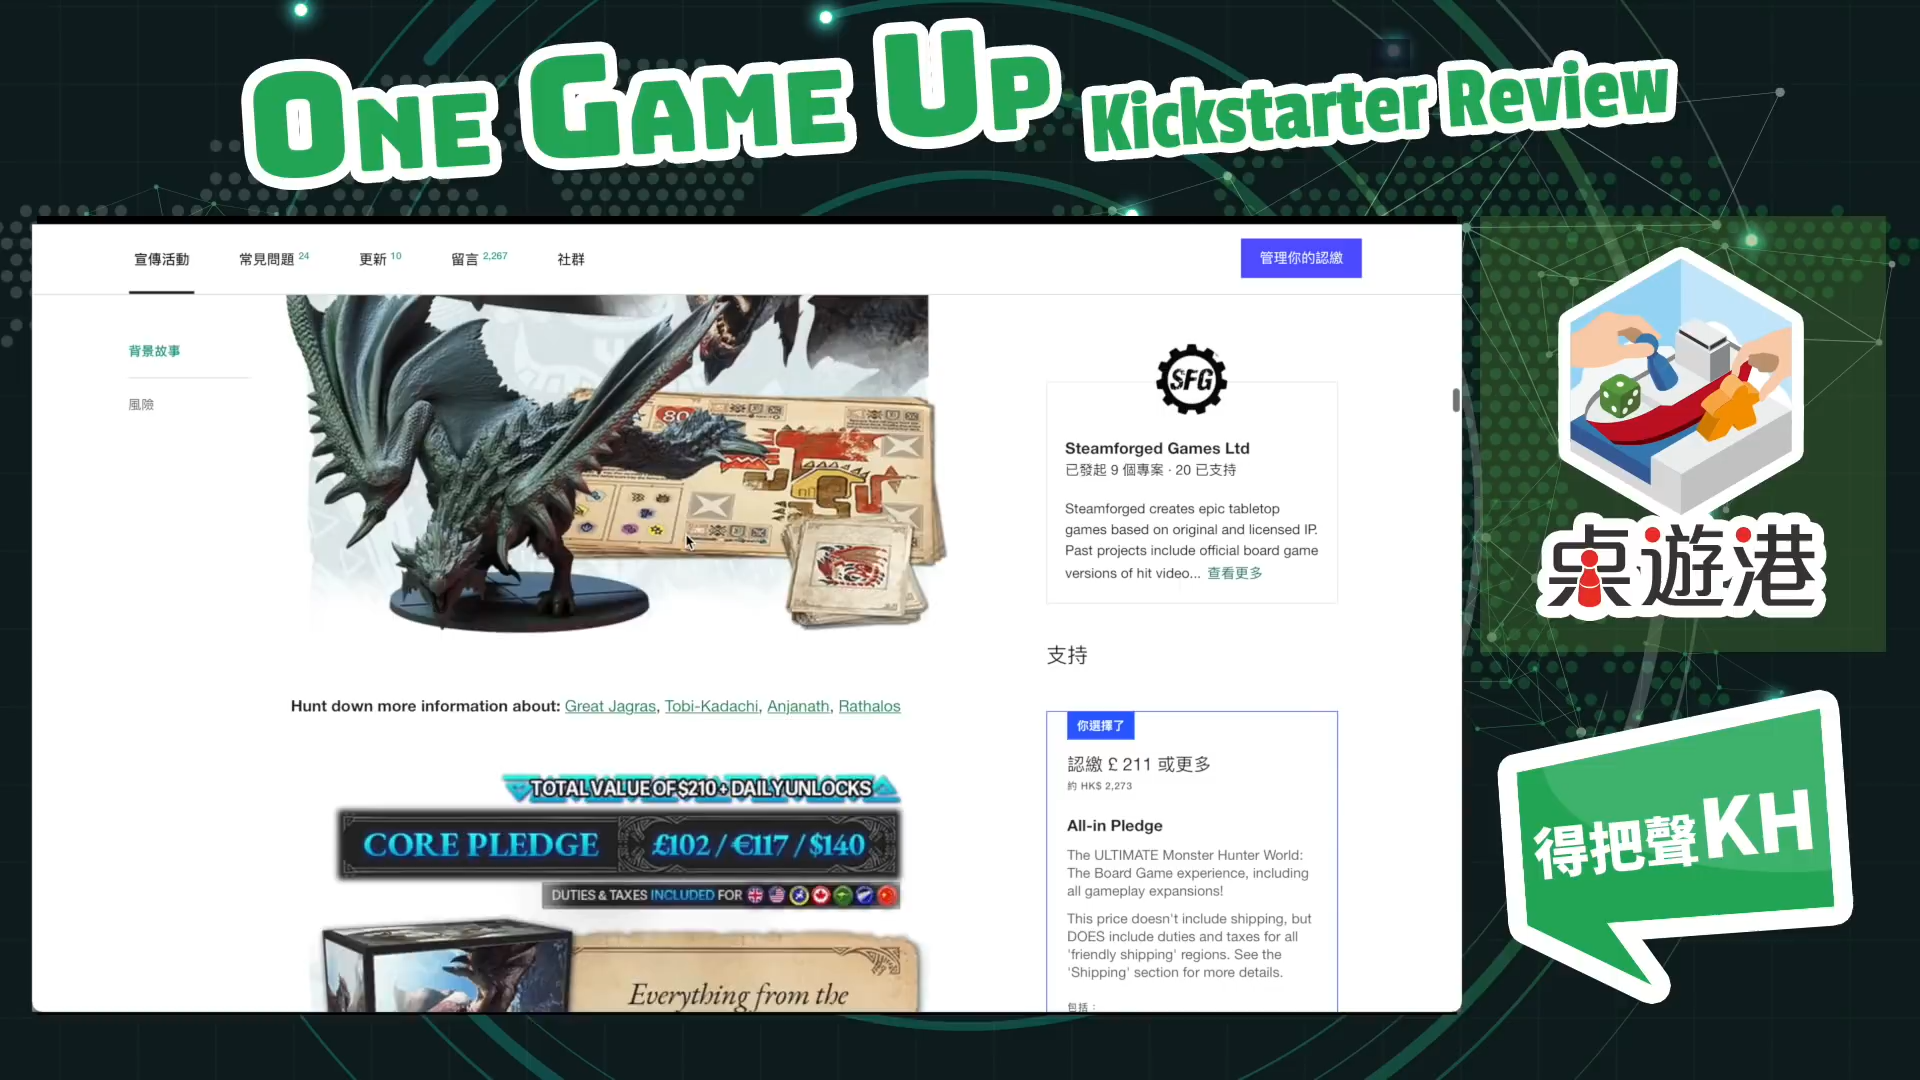 ONE GAME UP Kickstarter Review
宣傳活動
常見問題 24
更新 10
留言 2,267
社群
管理你的認繳
背景故事
風險
80
SFG
Steamforged Games Ltd
已發起 9 個專案 · 20 已支持
Steamforged creates epic tabletop
games based on original and licensed IP.
Past projects include official board game
versions of hit video... 查看更多
支持
Hunt down more information about: Great Jagras, Tobi-Kadachi, Anjanath, Rathalos
你選擇了
認繳 £ 211 或更多
約 HK$ 2,273
All-in Pledge
The ULTIMATE Monster Hunter World:
The Board Game experience, including
all gameplay expansions!
This price doesn't include shipping, but
DOES include duties and taxes for all
'friendly shipping' regions. See the
'Shipping' section for more details.
包括：
TOTAL VALUE OF $210 + DAILY UNLOCKS
CORE PLEDGE £102 / €117 / $140
DUTIES & TAXES INCLUDED FOR
Everything from the
桌遊港
得把聲KH